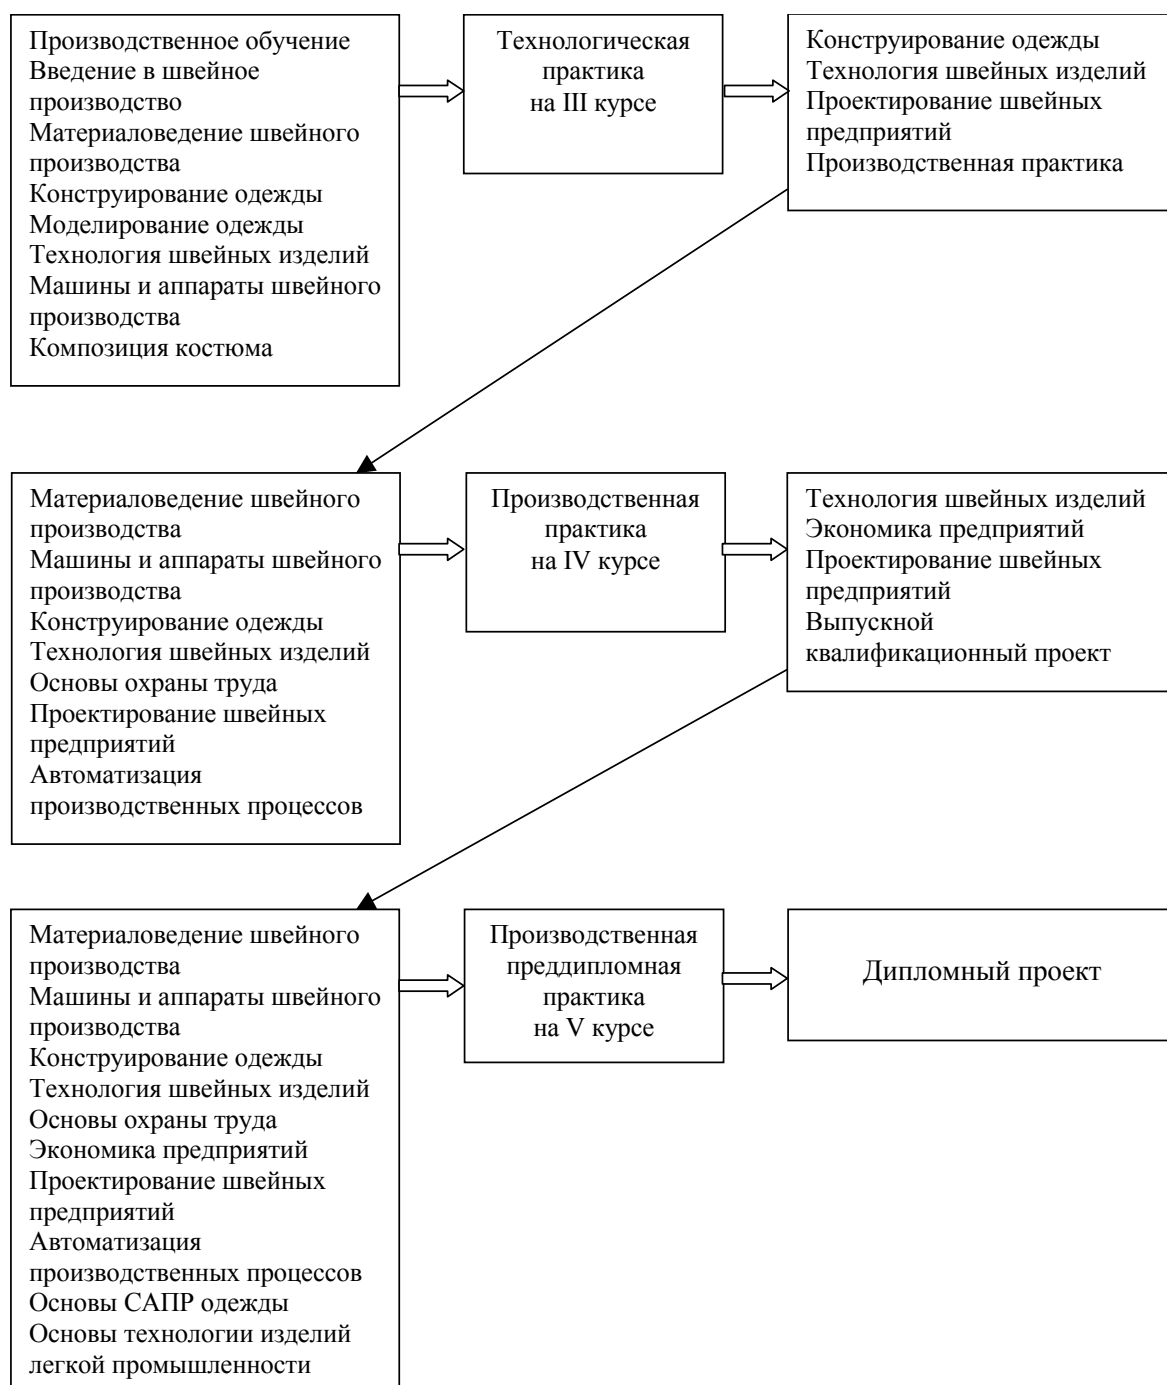 Производственное обучение
Введение в швейное
производство
Материаловедение швейного
производства
Конструирование одежды
Моделирование одежды
Технология швейных изделий
Машины и аппараты швейного
производства
Композиция костюма
Технологическая
практика
на III курсе
Конструирование одежды
Технология швейных изделий
Проектирование швейных
предприятий
Производственная практика
Материаловедение швейного
производства
Машины и аппараты швейного
производства
Конструирование одежды
Технология швейных изделий
Основы охраны труда
Проектирование швейных
предприятий
Автоматизация
производственных процессов
Производственная
практика
на IV курсе
Технология швейных изделий
Экономика предприятий
Проектирование швейных
предприятий
Выпускной
квалификационный проект
Материаловедение швейного
производства
Машины и аппараты швейного
производства
Конструирование одежды
Технология швейных изделий
Основы охраны труда
Экономика предприятий
Проектирование швейных
предприятий
Автоматизация
производственных процессов
Основы САПР одежды
Основы технологии изделий
легкой промышленности
Производственная
преддипломная
практика
на V курсе
Дипломный проект